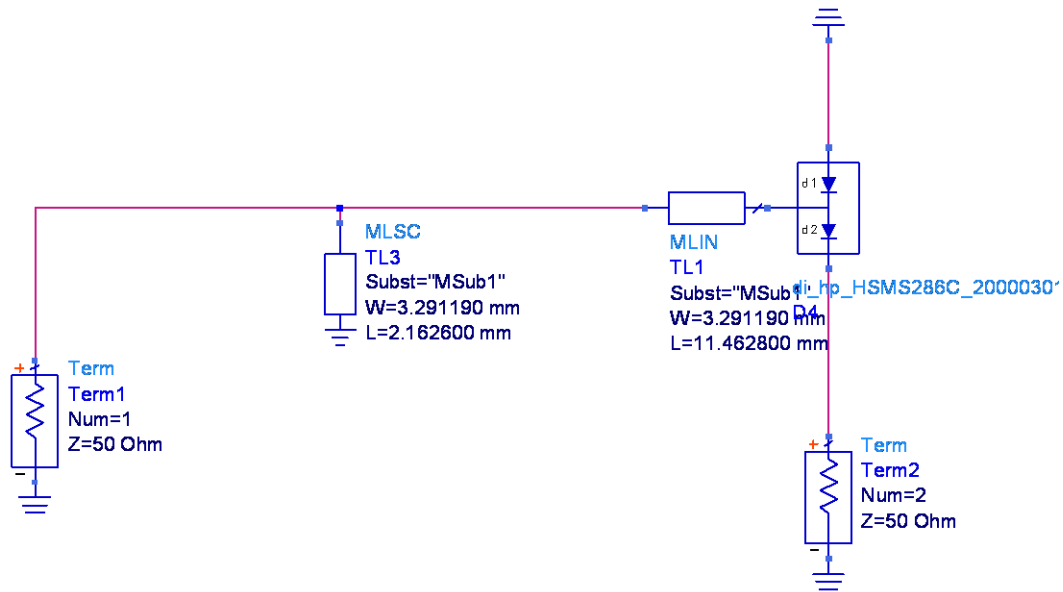 d1
d2
MLSC
TL3
Subst="MSub1"
W=3.291190 mm
L=2.162600 mm
MLIN
TL1
Subst="MSub1"
W=3.291190 mm
L=11.462800 mm
di_hp_HSMS286C_20000301
D4
+
Term
Term1
Num=1
Z=50 Ohm
-
+
Term
Term2
Num=2
Z=50 Ohm
-